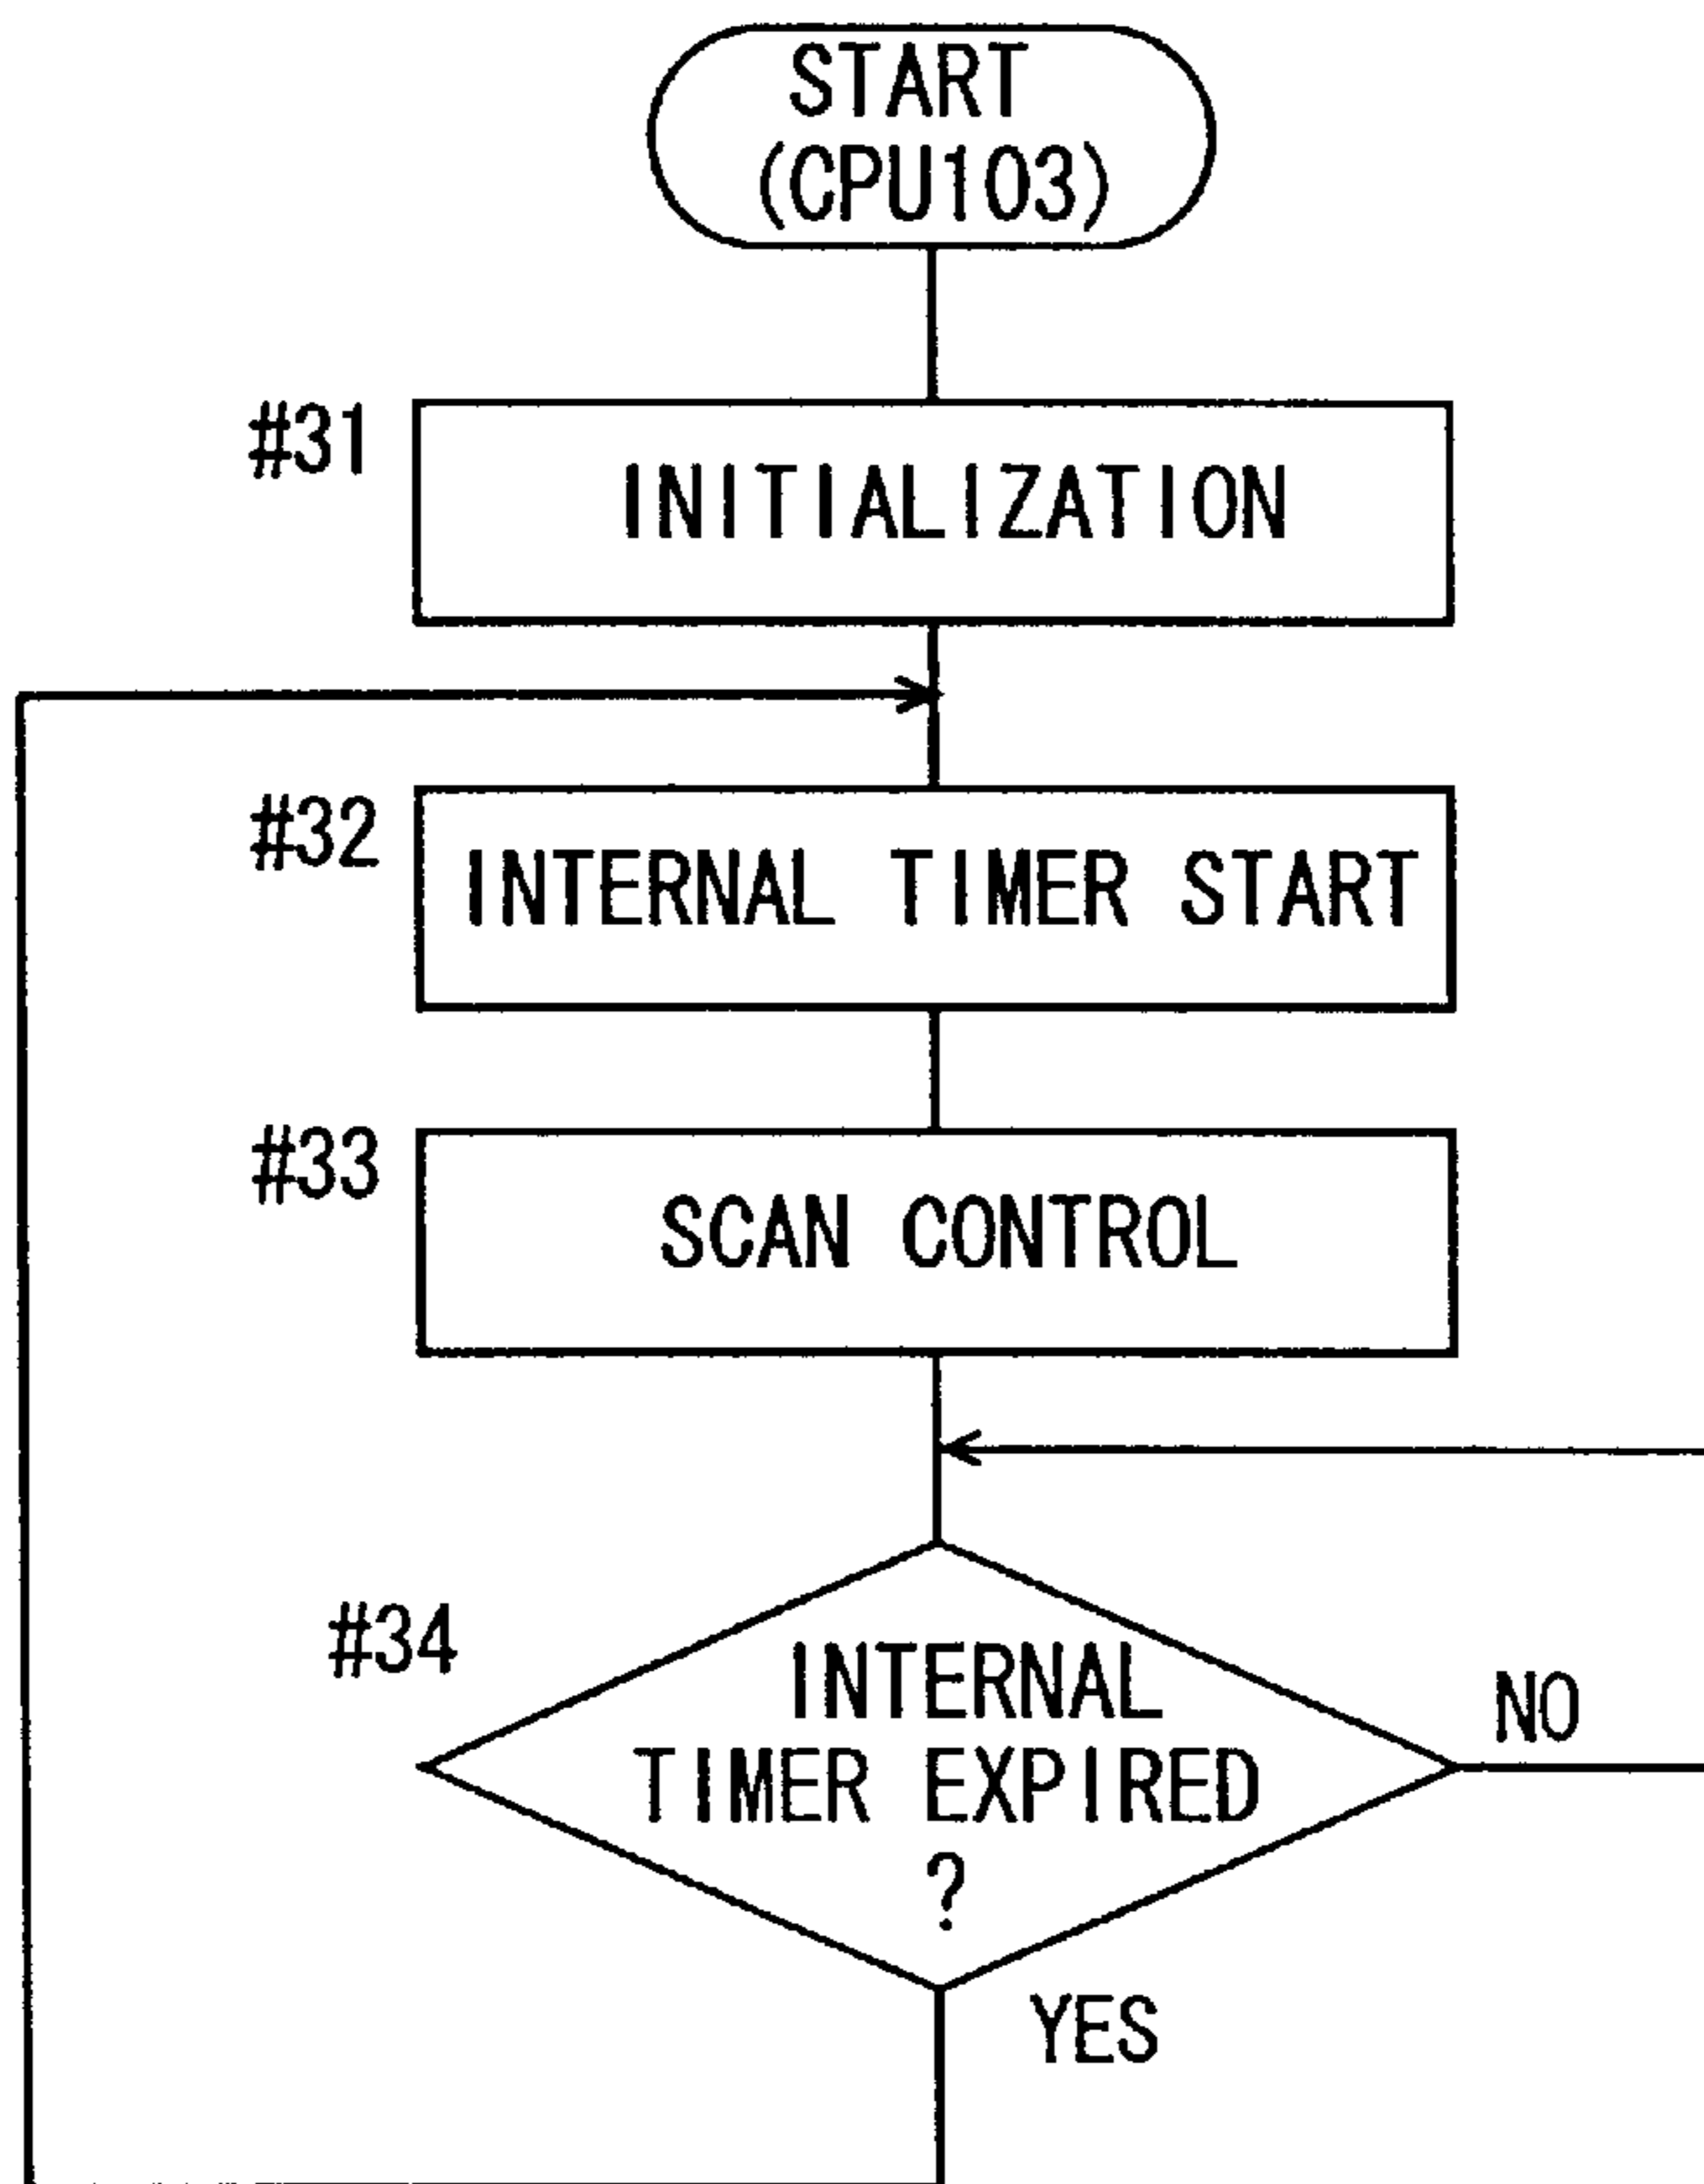 START
(CPU103)
#31
INITIALIZATION
#32
INTERNAL TIMER START
#33
SCAN CONTROL
#34
INTERNAL
TIMER EXPIRED
?
NO
YES